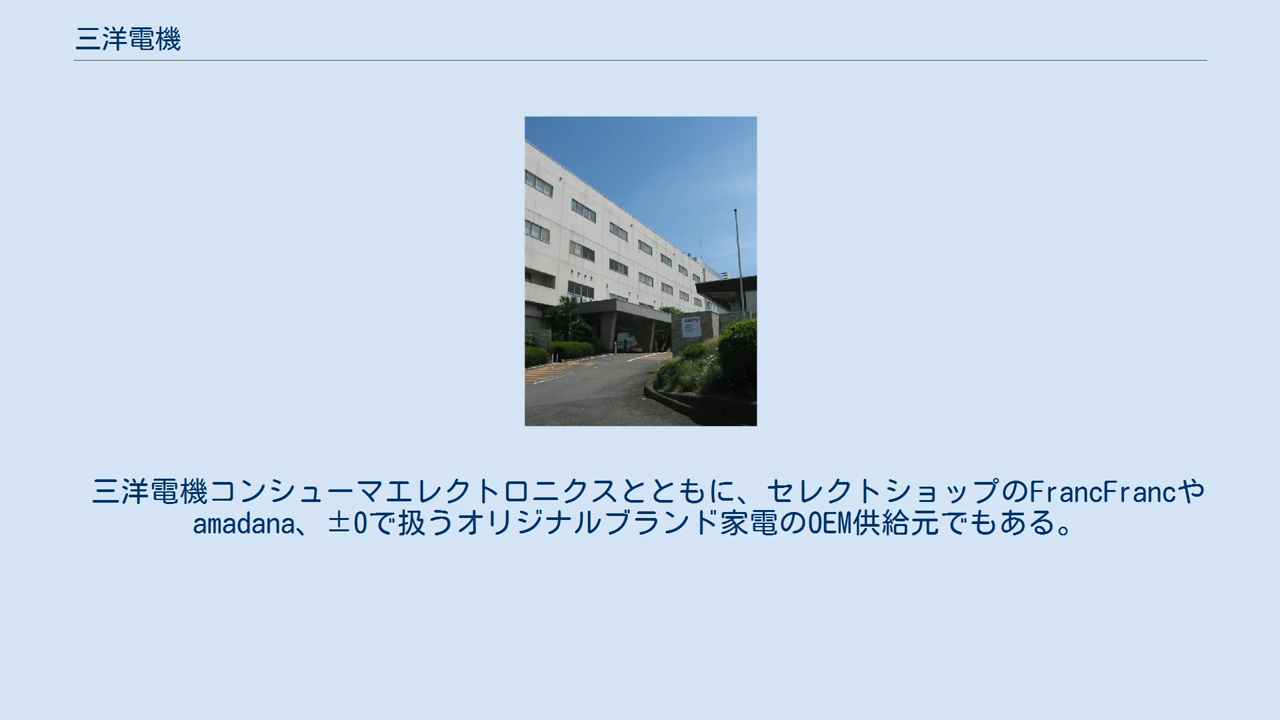 三洋電機
三洋電機コンシューマエレクトロニクスとともに、セレクトショップのFrancFrancや
amadana、±0で扱うオリジナルブランド家電のOEM供給元でもある。